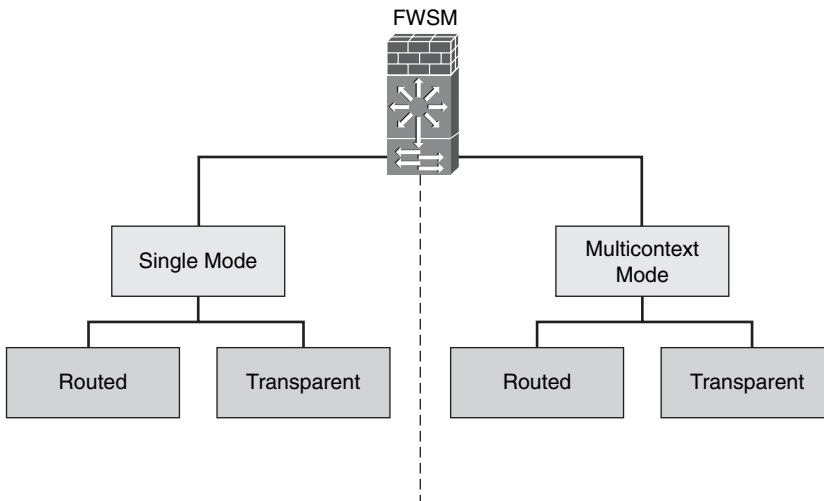 FWSM
Single Mode
Multicontext
Mode
Routed
Transparent
Routed
Transparent